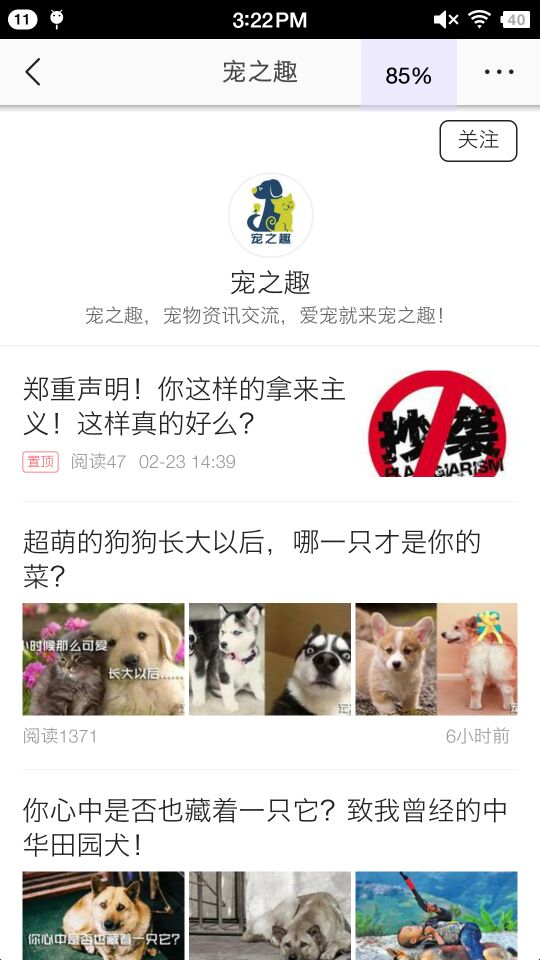 11
3:22PM
40
宠之趣
85%
关注
宠之趣
宠之趣
宠之趣，宠物资讯交流，爱宠就来宠之趣！
郑重声明！你这样的拿来主
义！这样真的好么？
抄袭
PLAGIARISM
置顶 阅读47 02-23 14:39
超萌的狗狗长大以后，哪一只才是你的
菜？
小时候那么可爱
长大以后……
阅读1371 6小时前
你心中是否也藏着一只它？致我曾经的中
华田园犬！
你心中是否也藏着一只它？